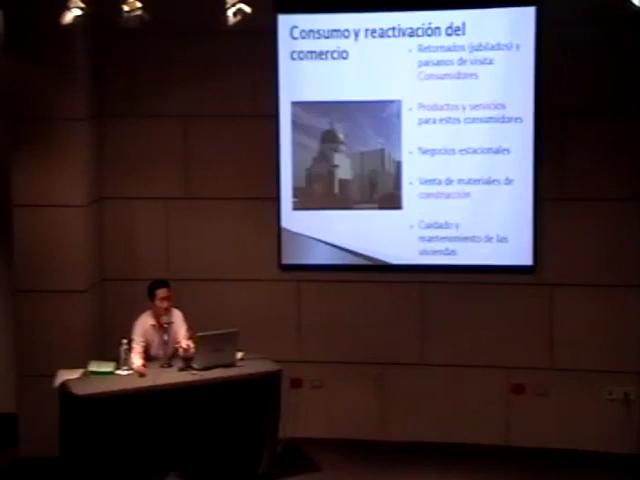 Consumo y reactivación del
comercio
Retornados (jubilados) y
paisanos de visita:
Consumidores
Productos y servicios
para estos consumidores
Negocios estacionales
Venta de materiales de
construcción
Cuidado y
mantenimiento de las
viviendas